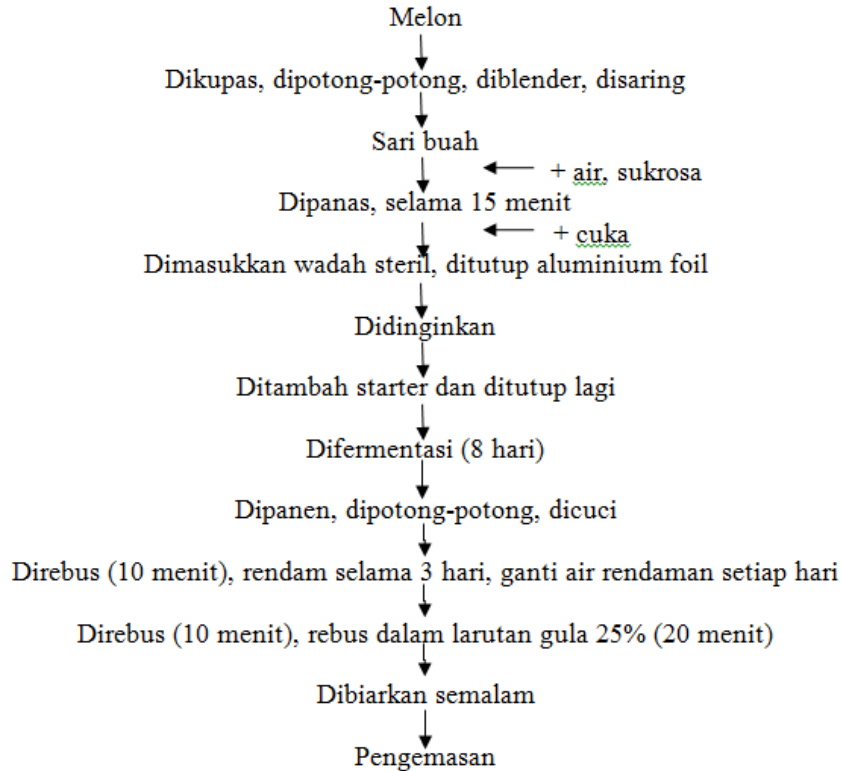 Melon
Dikupas, dipotong-potong, diblender, disaring
Sari buah
+ air, sukrosa
Dipanas, selama 15 menit
+ cuka
Dimasukkan wadah steril, ditutup aluminium foil
Didinginkan
Ditambah starter dan ditutup lagi
Difermentasi (8 hari)
Dipanen, dipotong-potong, dicuci
Direbus (10 menit), rendam selama 3 hari, ganti air rendaman setiap hari
Direbus (10 menit), rebus dalam larutan gula 25% (20 menit)
Dibiarkan semalam
Pengemasan